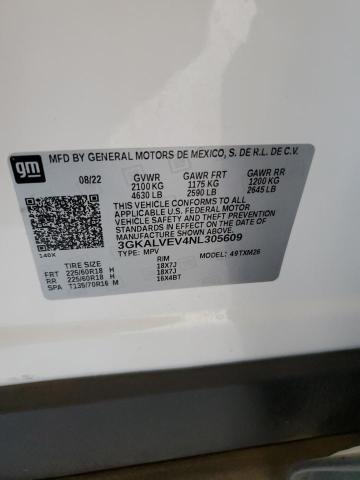 gm
MFD BY GENERAL MOTORS DE MEXICO, S. DE R.L. DE C.V.
08/22 GVWR GAWR FRT GAWR RR
2100 KG 1175 KG 1200 KG
4630 LB 2590 LB 2645 LB
THIS VEHICLE CONFORMS TO ALL
APPLICABLE U.S. FEDERAL MOTOR
VEHICLE SAFETY AND THEFT
PREVENTION STANDARDS IN EFFECT
ON THE DATE OF MANUFACTURE
SHOWN ABOVE.
3GKALVEV4NL305609
140X TYPE: MPV MODEL: 49TXM26
TIRE SIZE RIM
FRT 225/60R18 H 18X7J
RR 225/60R18 H 18X7J
SPA T135/70R16 M 16X4BT